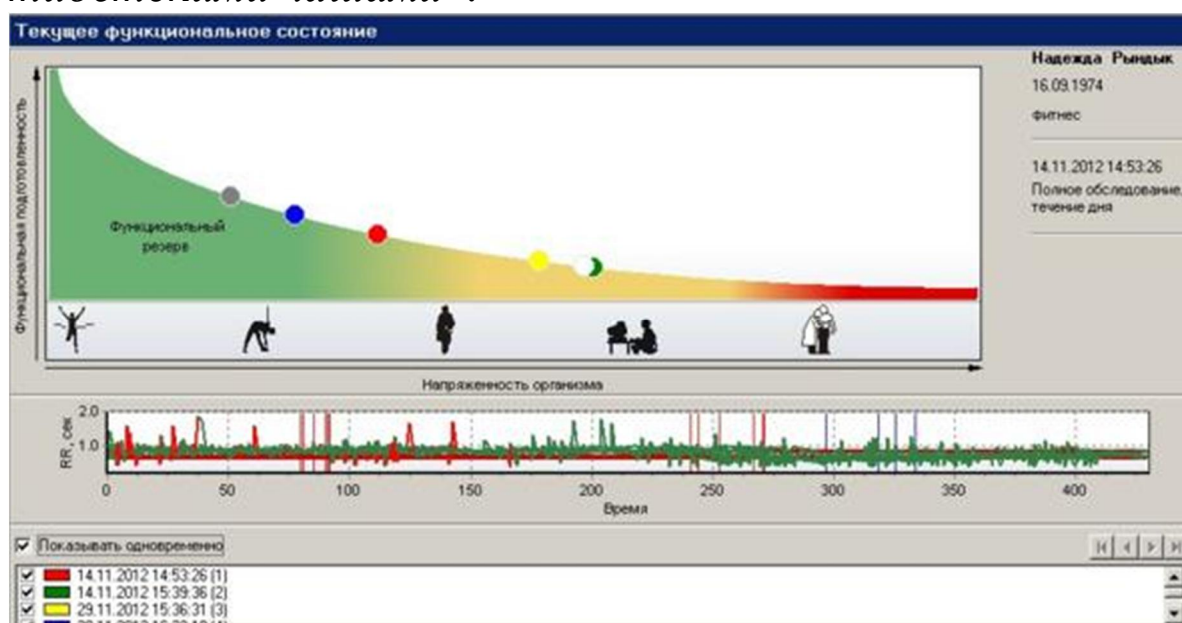 Текущее функциональное состояние
Надежда Рындык
16.09.1974
фитнес
14.11.2012 14:53:26
Полное обследование.
течение дня
Функциональная подготовленность
Функциональный
резерв
Напряженность организма
RR, сек
2.0
1.0
0 50 100 150 200 250 300 350 400
Время
Показывать одновременно
14.11.2012 14:53:26 (1)
14.11.2012 15:39:36 (2)
29.11.2012 15:36:31 (3)